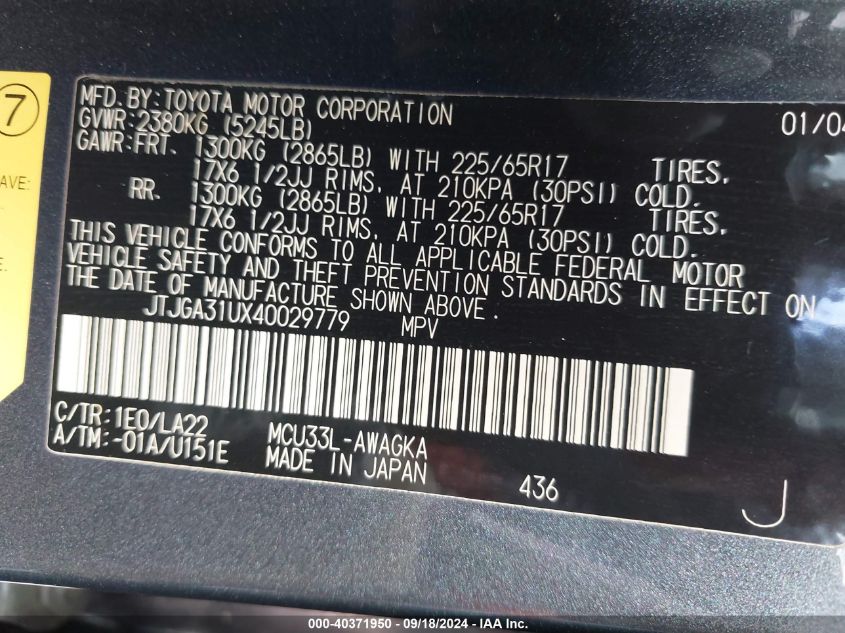 7
AVE:
E.
MFD. BY: TOYOTA MOTOR CORPORATION 01/04
GVWR: 2380KG (5245LB)
GAWR: FRT. 1300KG (2865LB) WITH 225/65R17 TIRES,
17X6 1/2JJ RIMS, AT 210KPA (30PSI) COLD.
RR. 1300KG (2865LB) WITH 225/65R17 TIRES,
17X6 1/2JJ RIMS, AT 210KPA (30PSI) COLD.
THIS VEHICLE CONFORMS TO ALL APPLICABLE FEDERAL MOTOR
VEHICLE SAFETY AND THEFT PREVENTION STANDARDS IN EFFECT ON
THE DATE OF MANUFACTURE SHOWN ABOVE.
JTJGA31UX40029779 MPV
C/TR: 1E0/LA22 MCU33L-AWAGKA
A/TM: -01A/U151E MADE IN JAPAN
436
J
000-40371950 - 09/18/2024 - IAAI.COM